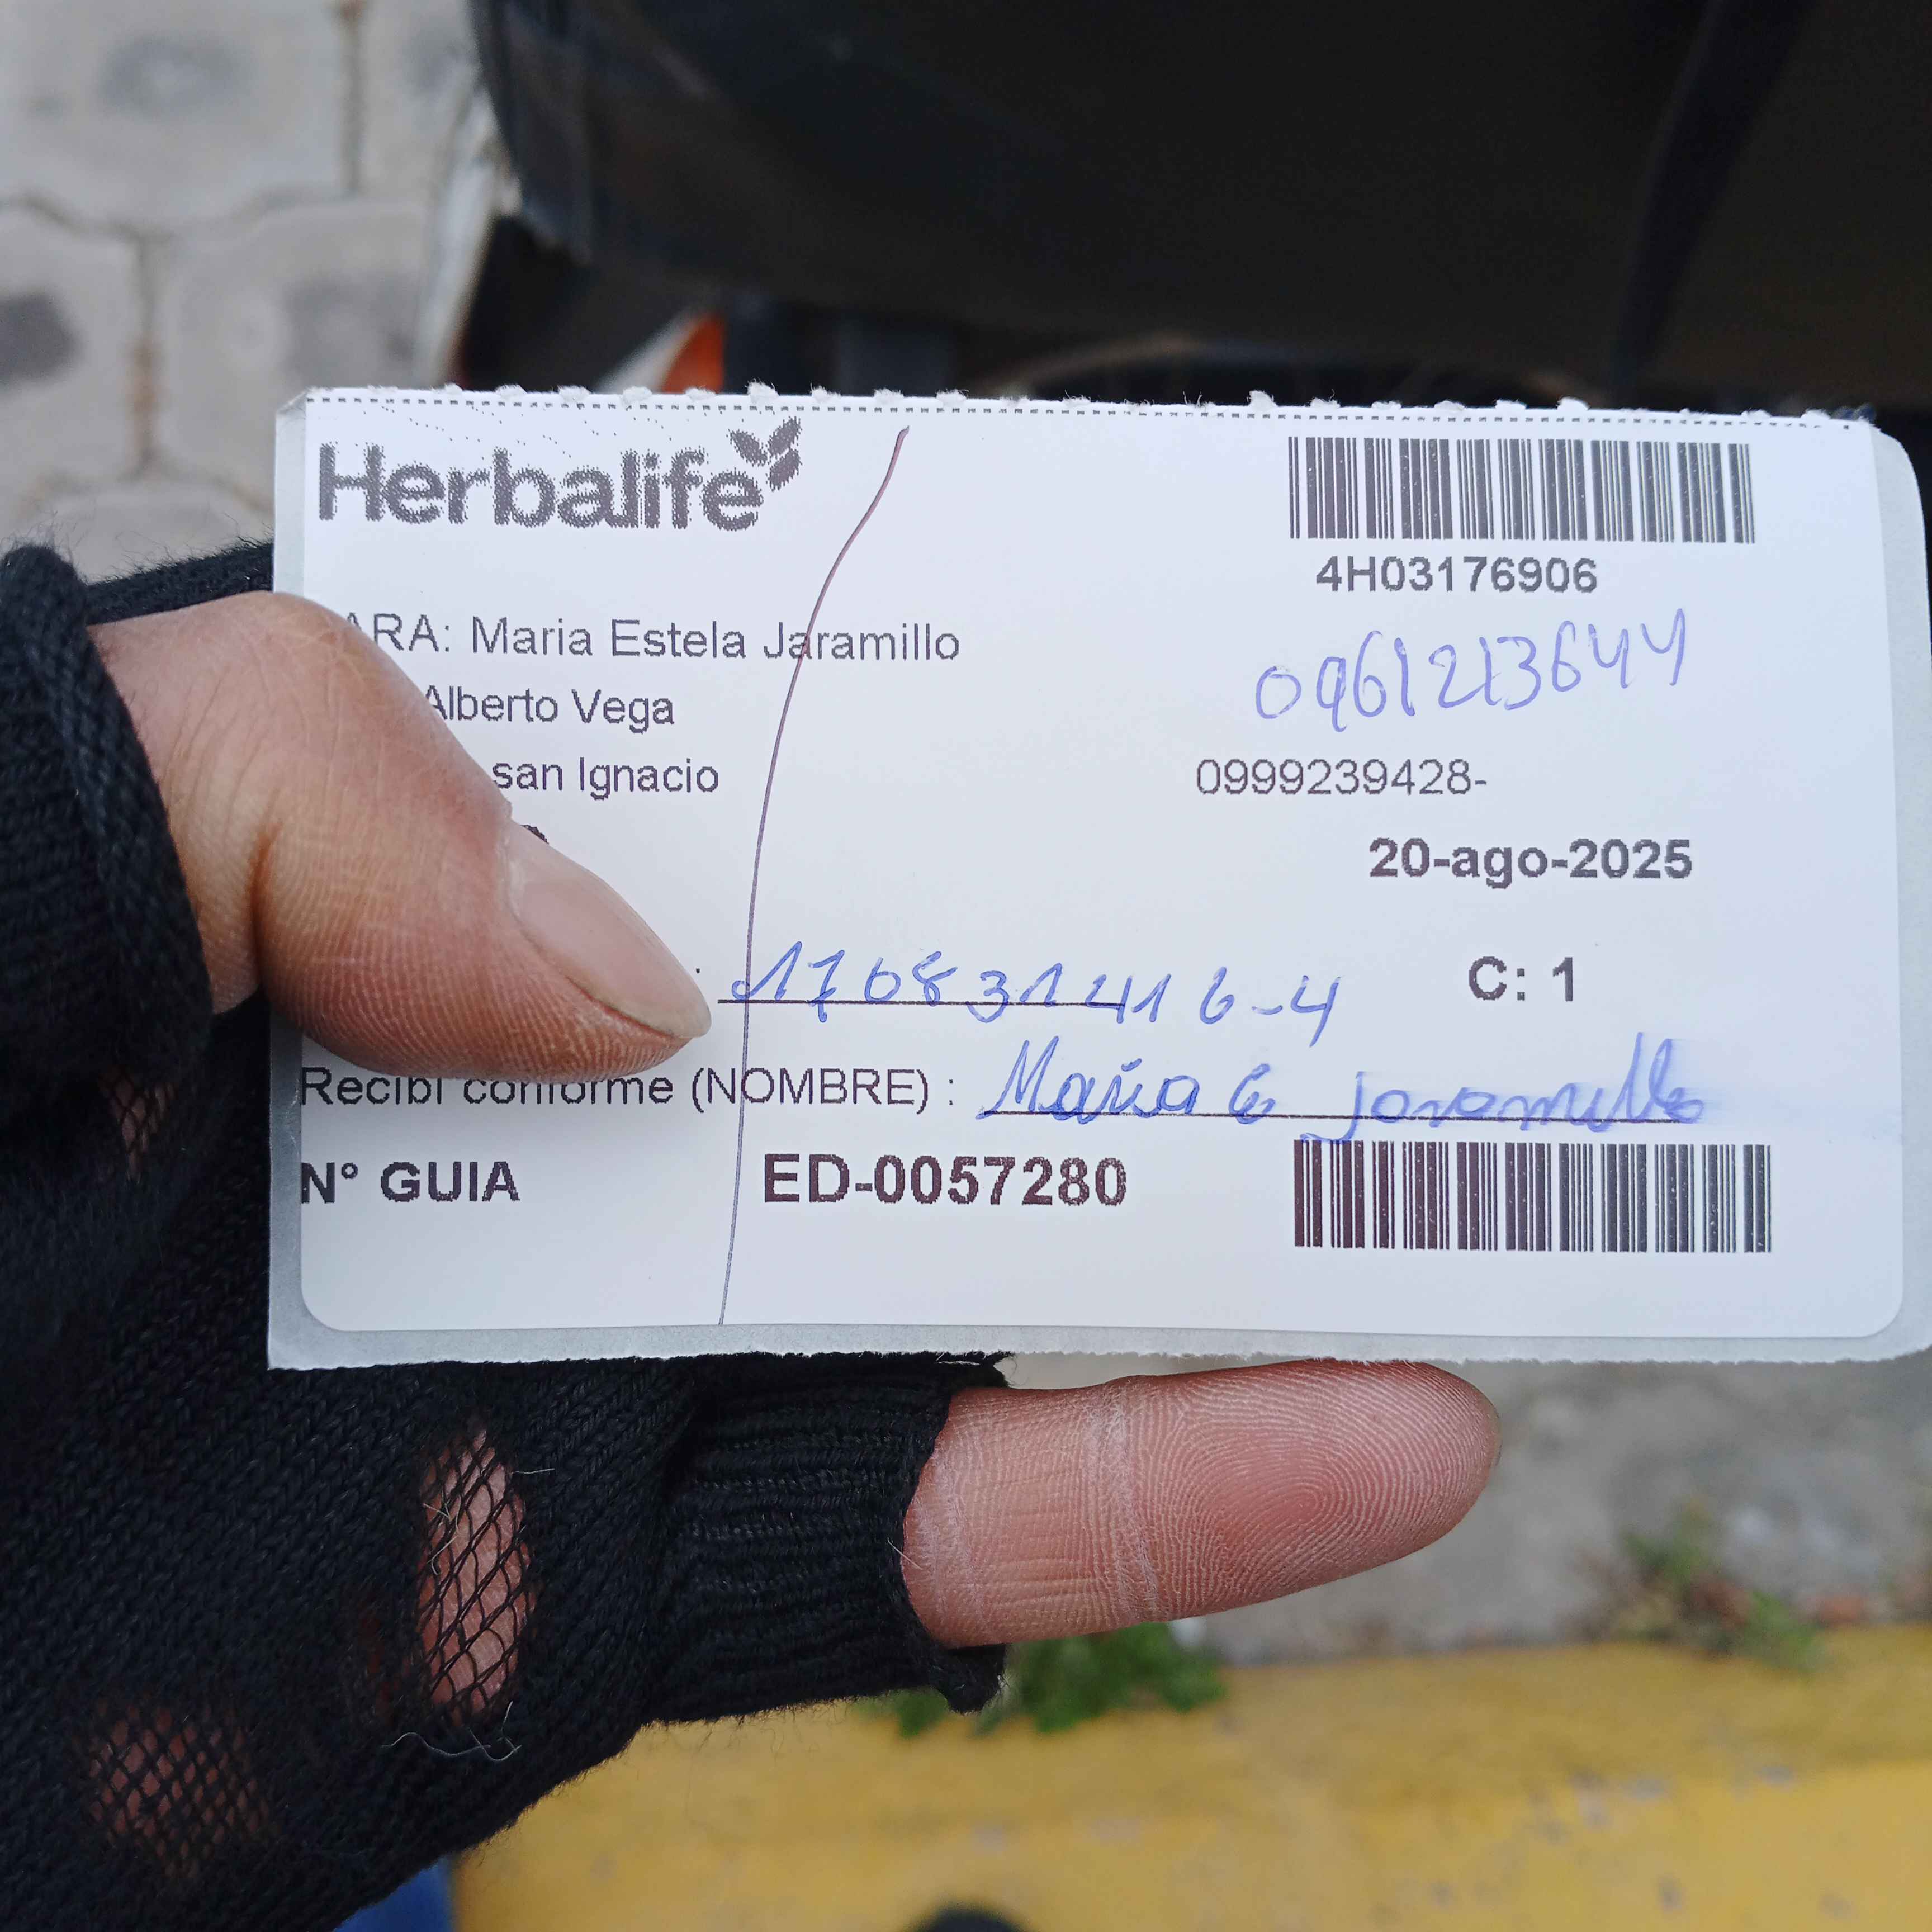 Herbalife
4H03176906
ARA: Maria Estela Jaramillo
0961213644
Alberto Vega
san Ignacio
0999239428-
20-ago-2025
170831416-4
C: 1
Recibi conforme (NOMBRE) : Maria E Jaramillo
N° GUIA ED-0057280